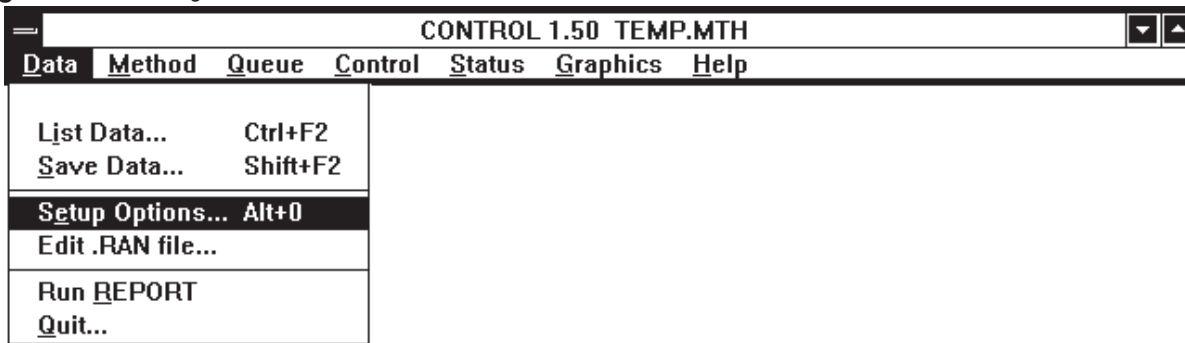 CONTROL 1.50 TEMP.MTH
Data Method Queue Control Status Graphics Help
List Data... Ctrl+F2
Save Data... Shift+F2
Setup Options... Alt+0
Edit .RAN file...
Run REPORT
Quit...